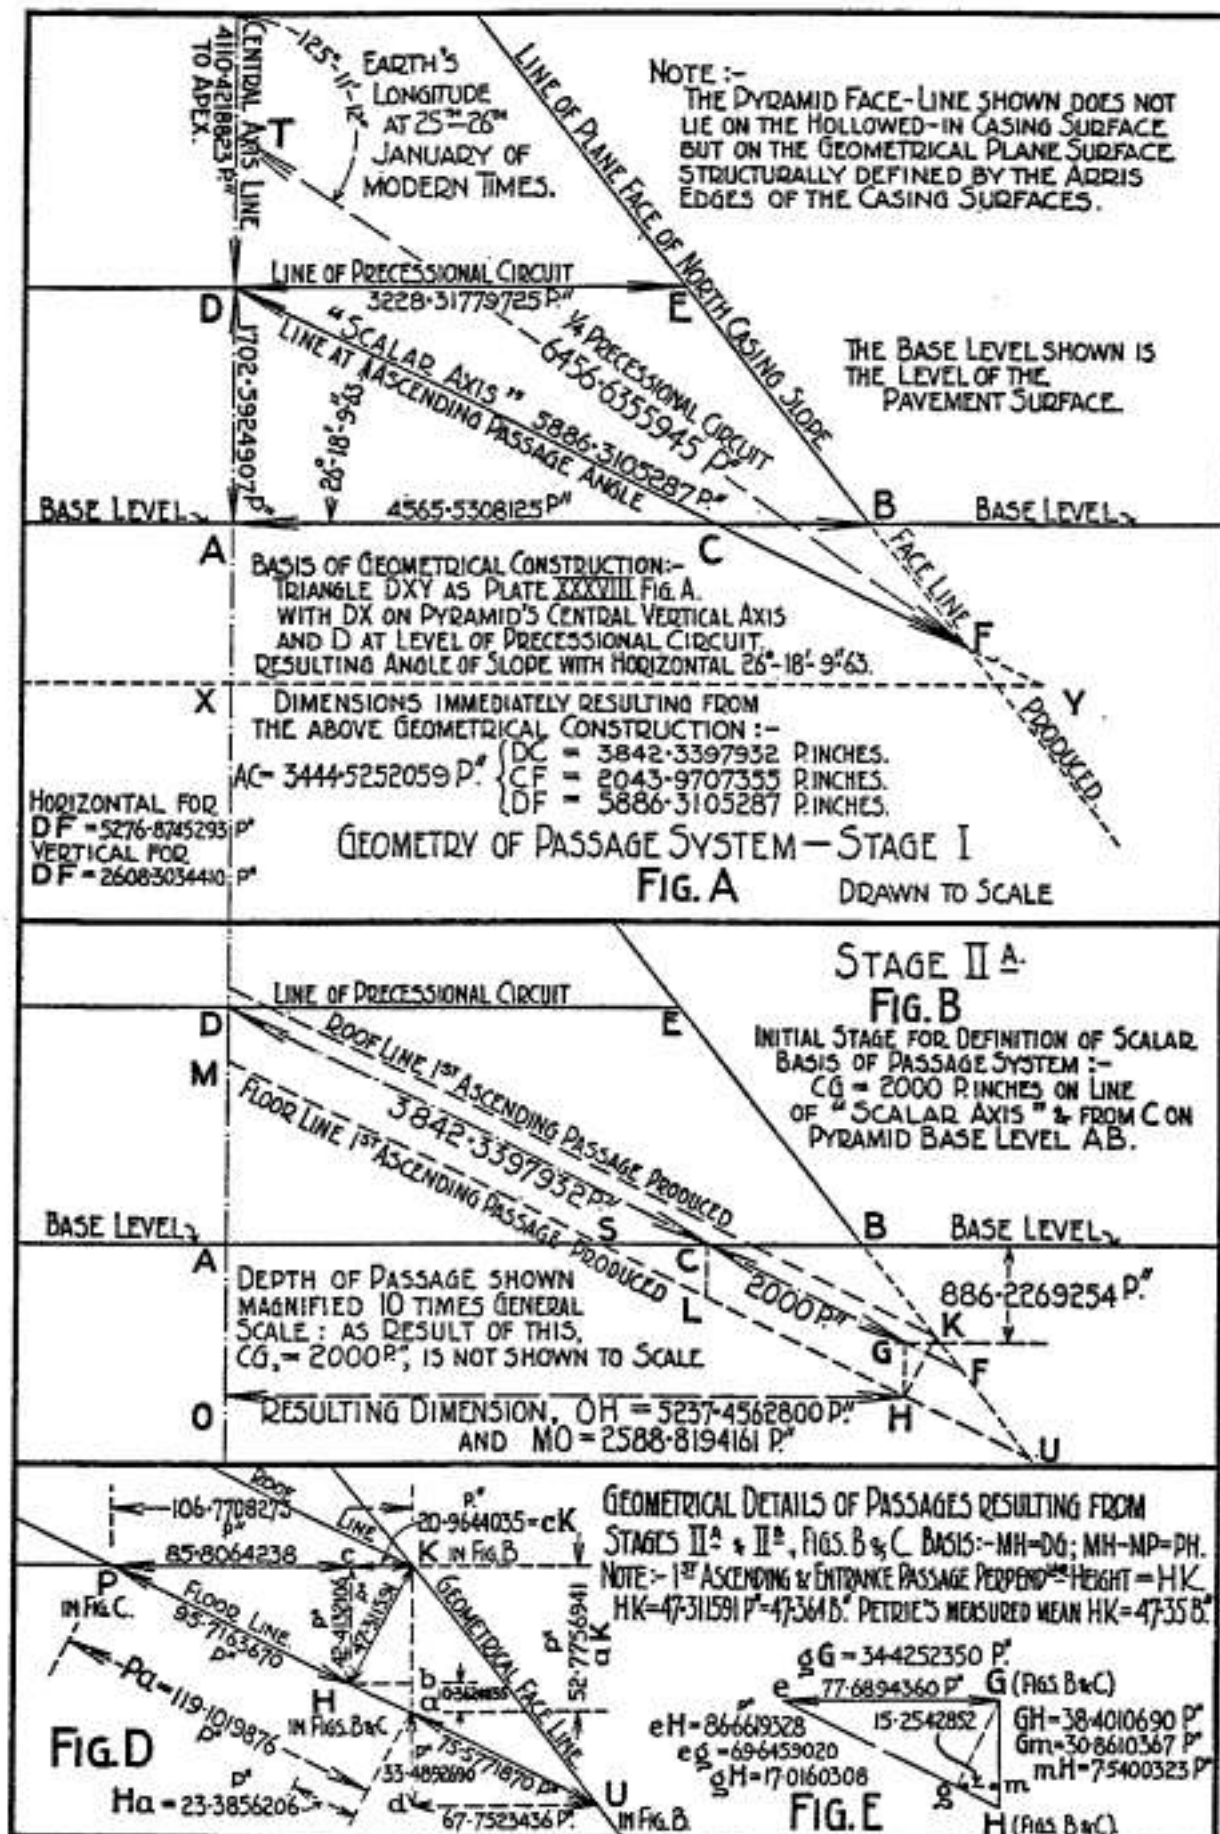 CENTRAL AXIS LINE
4110·4218823 P."
TO APEX.
-125°-11'-12"
EARTH'S
LONGITUDE
AT 25TH-26TH
JANUARY OF
MODERN TIMES.
T
LINE OF PLANE FACE OF NORTH CASING SLOPE
NOTE :-
THE PYRAMID FACE-LINE SHOWN DOES NOT
LIE ON THE HOLLOWED-IN CASING SURFACE
BUT ON THE GEOMETRICAL PLANE SURFACE
STRUCTURALLY DEFINED BY THE ARRIS
EDGES OF THE CASING SURFACES.
LINE OF PRECESSIONAL CIRCUIT
3228·31779725 P."
D
E
"SCALAR AXIS" 5886·3105287 P."
LINE AT ASCENDING PASSAGE ANGLE
¼ PRECESSIONAL CIRCUIT
6456·6355945 P."
THE BASE LEVEL SHOWN IS
THE LEVEL OF THE
PAVEMENT SURFACE.
1702·5924907 P."
26°-18'-9"·63
BASE LEVEL
4565·5308125 P"
B
BASE LEVEL
A
C
FACE LINE
PRODUCED.
F
BASIS OF GEOMETRICAL CONSTRUCTION:-
TRIANGLE DXY AS PLATE XXXVIII FIG. A.
WITH DX ON PYRAMID'S CENTRAL VERTICAL AXIS
AND D AT LEVEL OF PRECESSIONAL CIRCUIT.
RESULTING ANGLE OF SLOPE WITH HORIZONTAL 26°-18'-9"·63.
X
Y
DIMENSIONS IMMEDIATELY RESULTING FROM
THE ABOVE GEOMETRICAL CONSTRUCTION :-
AC= 3444·5252059 P."
DC = 3842·3397932 P.INCHES.
CF = 2043·9707355 P.INCHES.
DF = 5886·3105287 P.INCHES.
HORIZONTAL FOR
DF = 5276·8745293 P"
VERTICAL FOR
DF = 2608·3034410 P"
GEOMETRY OF PASSAGE SYSTEM — STAGE I
FIG. A
DRAWN TO SCALE
STAGE II A.
FIG. B
INITIAL STAGE FOR DEFINITION OF SCALAR
BASIS OF PASSAGE SYSTEM :-
CG = 2000 P.INCHES ON LINE
OF "SCALAR AXIS" & FROM C ON
PYRAMID BASE LEVEL AB.
LINE OF PRECESSIONAL CIRCUIT
D
E
M
ROOF LINE 1ST ASCENDING PASSAGE PRODUCED
3842·3397932 P."
FLOOR LINE 1ST ASCENDING PASSAGE PRODUCED
BASE LEVEL
S
B
BASE LEVEL
A
C
L
2000 P."
886·2269254 P."
G
K
F
DEPTH OF PASSAGE SHOWN
MAGNIFIED 10 TIMES GENERAL
SCALE : AS RESULT OF THIS,
CG, = 2000 P.", IS NOT SHOWN TO SCALE
O
RESULTING DIMENSION, OH = 5237·4562800 P."
AND MO = 2588·8194161 P."
H
U
ROOF LINE
106·7708273
P."
P."
20·9644035 = cK
K IN FIG. B
85·8064238
c
P
IN FIG. C.
FLOOR LINE
95·7163670
P"
47·311591
GEOMETRICAL FACE LINE
52·7756941
P"
aK
H
IN FIGS. B&C
b
a
Pa = 119·1019876
P"
FIG. D
Ha = 23·3856206
P"
75·5771870 P"
d
U
IN FIG. B.
67·7523436 P."
GEOMETRICAL DETAILS OF PASSAGES RESULTING FROM
STAGES IIA & IIB, FIGS. B & C. BASIS:- MH=DG; MH-MP=PH.
NOTE:- 1ST ASCENDING & ENTRANCE PASSAGE PERPENDLAR HEIGHT = HK.
HK=47·311591 P"=47·364 B." PETRIE'S MEASURED MEAN HK=47·35 B."
gG = 34·4252350 P."
e
77·6894360 P"
G (FIGS. B&C)
eH = 86·6619328
P"
eg = 69·6459020
gH = 17·0160308
15·2542852
GH = 38·4010690 P"
Gm = 30·8610367 P"
mH = 7·5400323 P"
g
m
FIG. E
H (FIGS. B&C)